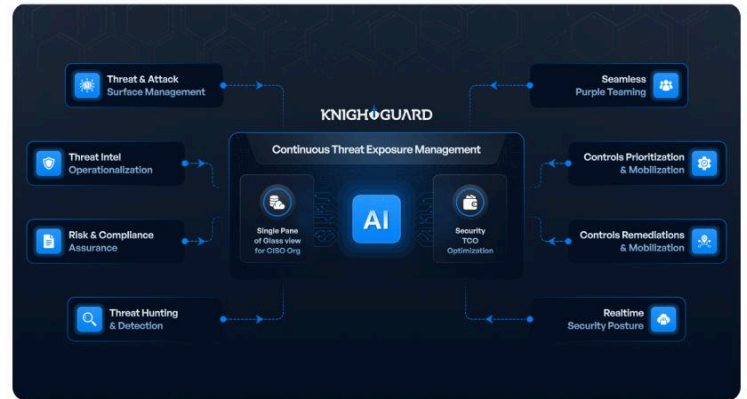 Threat & Attack
Surface Management
Threat Intel
Operationalization
Risk & Compliance
Assurance
Threat Hunting
& Detection
KNIGHTGUARD
Continuous Threat Exposure Management
Single Pane
of Glass view
for CISO Org
AI
Security
TCO
Optimization
Seamless
Purple Teaming
Controls Prioritization
& Mobilization
Controls Remediations
& Mobilization
Realtime
Security Posture